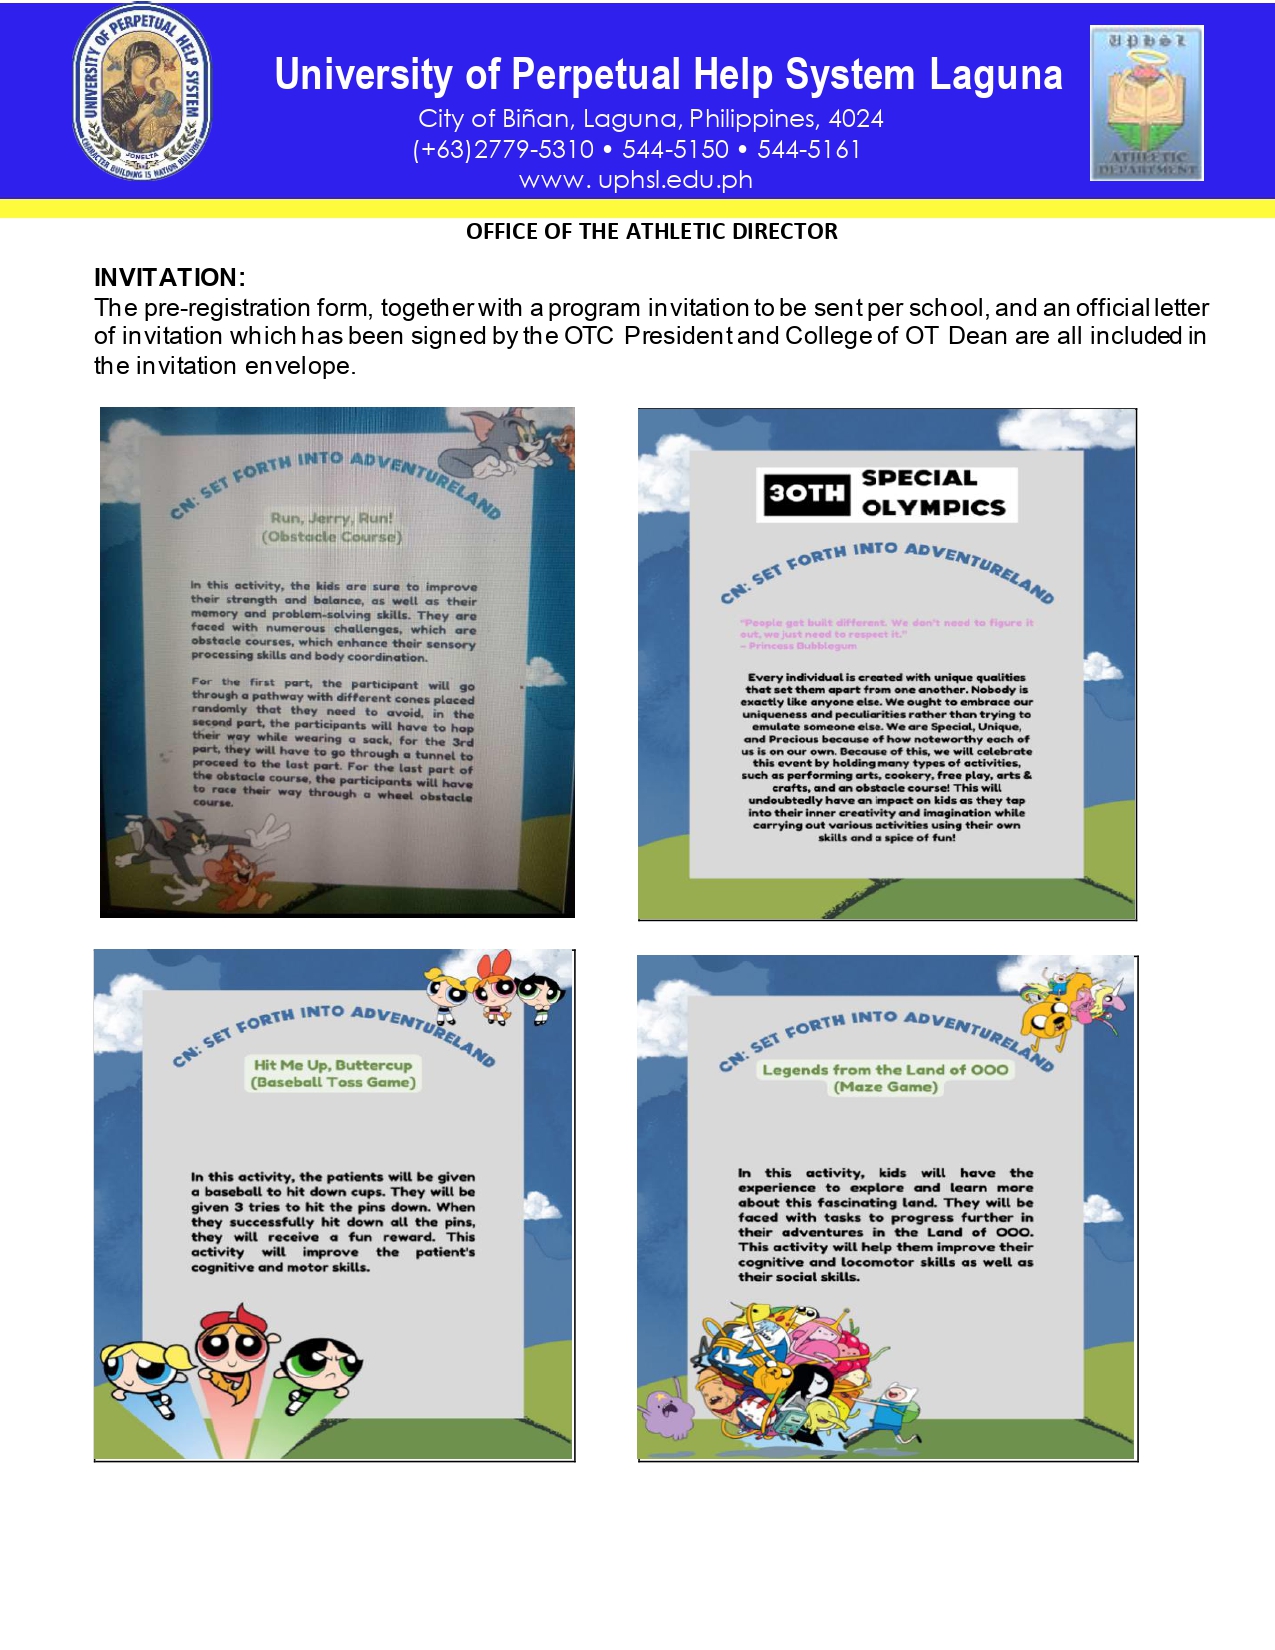 UNIVERSITY OF PERPETUAL HELP SYSTEM
JONELTA
CHARACTER BUILDING IS NATION BUILDING
University of Perpetual Help System Laguna
City of Biñan, Laguna, Philippines, 4024
(+63)2779-5310 • 544-5150 • 544-5161
www. uphsl.edu.ph
UPHSL
ATHLETIC
DEPARTMENT
OFFICE OF THE ATHLETIC DIRECTOR
INVITATION:
The pre-registration form, together with a program invitation to be sent per school, and an official letter
of invitation which has been signed by the OTC President and College of OT Dean are all included in
the invitation envelope.
CN: SET FORTH INTO ADVENTURELAND
Run, Jerry, Run!
(Obstacle Course)
In this activity, the kids are sure to improve
their strength and balance, as well as their
memory and problem-solving skills. They are
faced with numerous challenges, which are
obstacle courses, which enhance their sensory
processing skills and body coordination.
For the first part, the participant will go
through a pathway with different cones placed
randomly that they need to avoid, in the
second part, the participants will have to hop
their way while wearing a sack, for the 3rd
part, they will have to go through a tunnel to
proceed to the last part. For the last part of
the obstacle course, the participants will have
to race their way through a wheel obstacle
course.
30TH SPECIAL
OLYMPICS
CN: SET FORTH INTO ADVENTURELAND
"People get built different. We don't need to figure it
out, we just need to respect it."
– Princess Bubblegum
Every individual is created with unique qualities
that set them apart from one another. Nobody is
exactly like anyone else. We ought to embrace our
uniqueness and peculiarities rather than trying to
emulate someone else. We are Special, Unique,
and Precious because of how noteworthy each of
us is on our own. Because of this, we will celebrate
this event by holding many types of activities,
such as performing arts, cookery, free play, arts &
crafts, and an obstacle course! This will
undoubtedly have an impact on kids as they tap
into their inner creativity and imagination while
carrying out various activities using their own
skills and a spice of fun!
CN: SET FORTH INTO ADVENTURELAND
Hit Me Up, Buttercup
(Baseball Toss Game)
In this activity, the patients will be given
a baseball to hit down cups. They will be
given 3 tries to hit the pins down. When
they successfully hit down all the pins,
they will receive a fun reward. This
activity will improve the patient's
cognitive and motor skills.
CN: SET FORTH INTO ADVENTURELAND
Legends from the Land of OOO
(Maze Game)
In this activity, kids will have the
experience to explore and learn more
about this fascinating land. They will be
faced with tasks to progress further in
their adventures in the Land of OOO.
This activity will help them improve their
cognitive and locomotor skills as well as
their social skills.